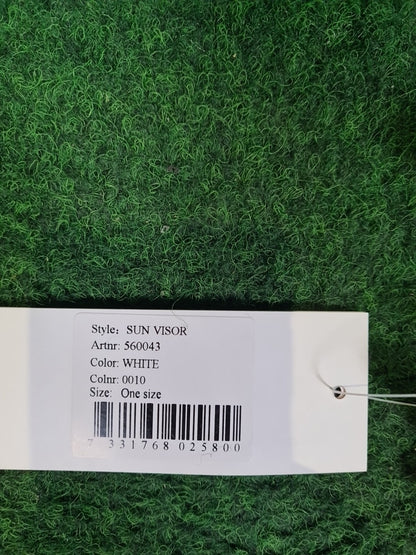 Style: SUN VISOR
Artnr: 560043
Color: WHITE
Colnr: 0010
Size: One size
7 331768 025800